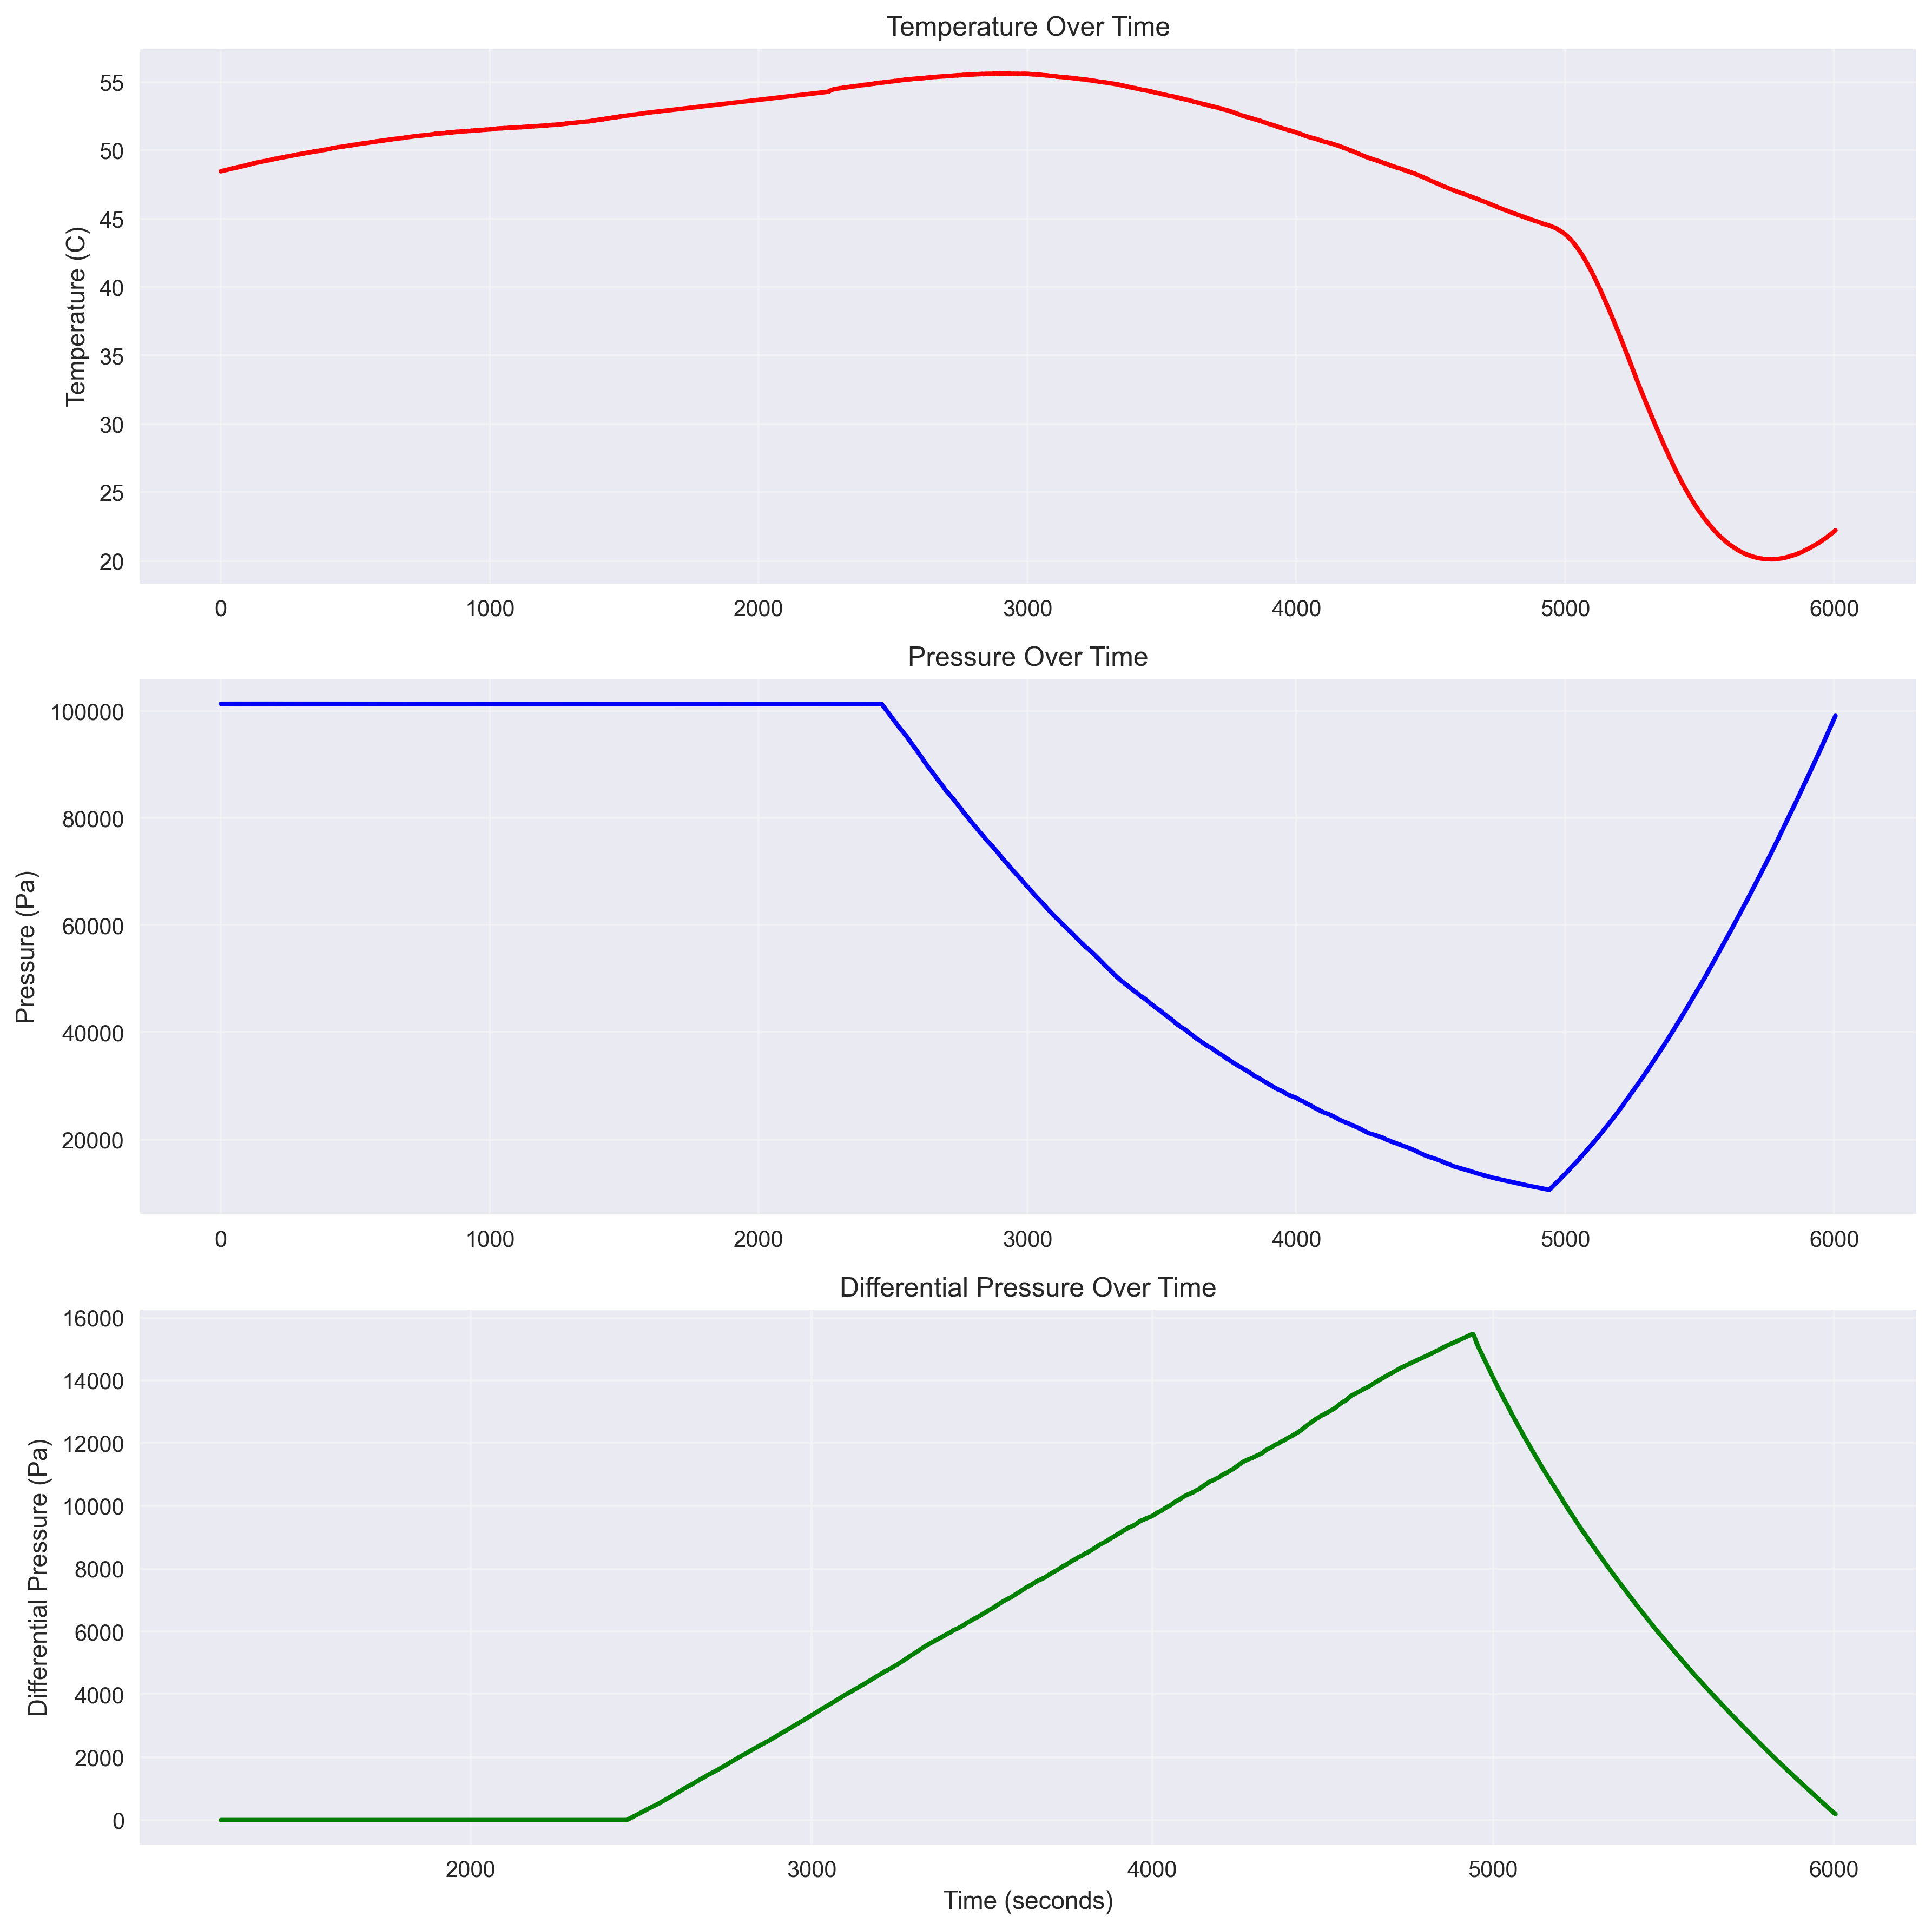 Temperature Over Time
Temperature (C)
55
50
45
40
35
30
25
20
0 1000 2000 3000 4000 5000 6000
Pressure Over Time
Pressure (Pa)
100000
80000
60000
40000
20000
0 1000 2000 3000 4000 5000 6000
Differential Pressure Over Time
Differential Pressure (Pa)
16000
14000
12000
10000
8000
6000
4000
2000
0
2000 3000 4000 5000 6000
Time (seconds)